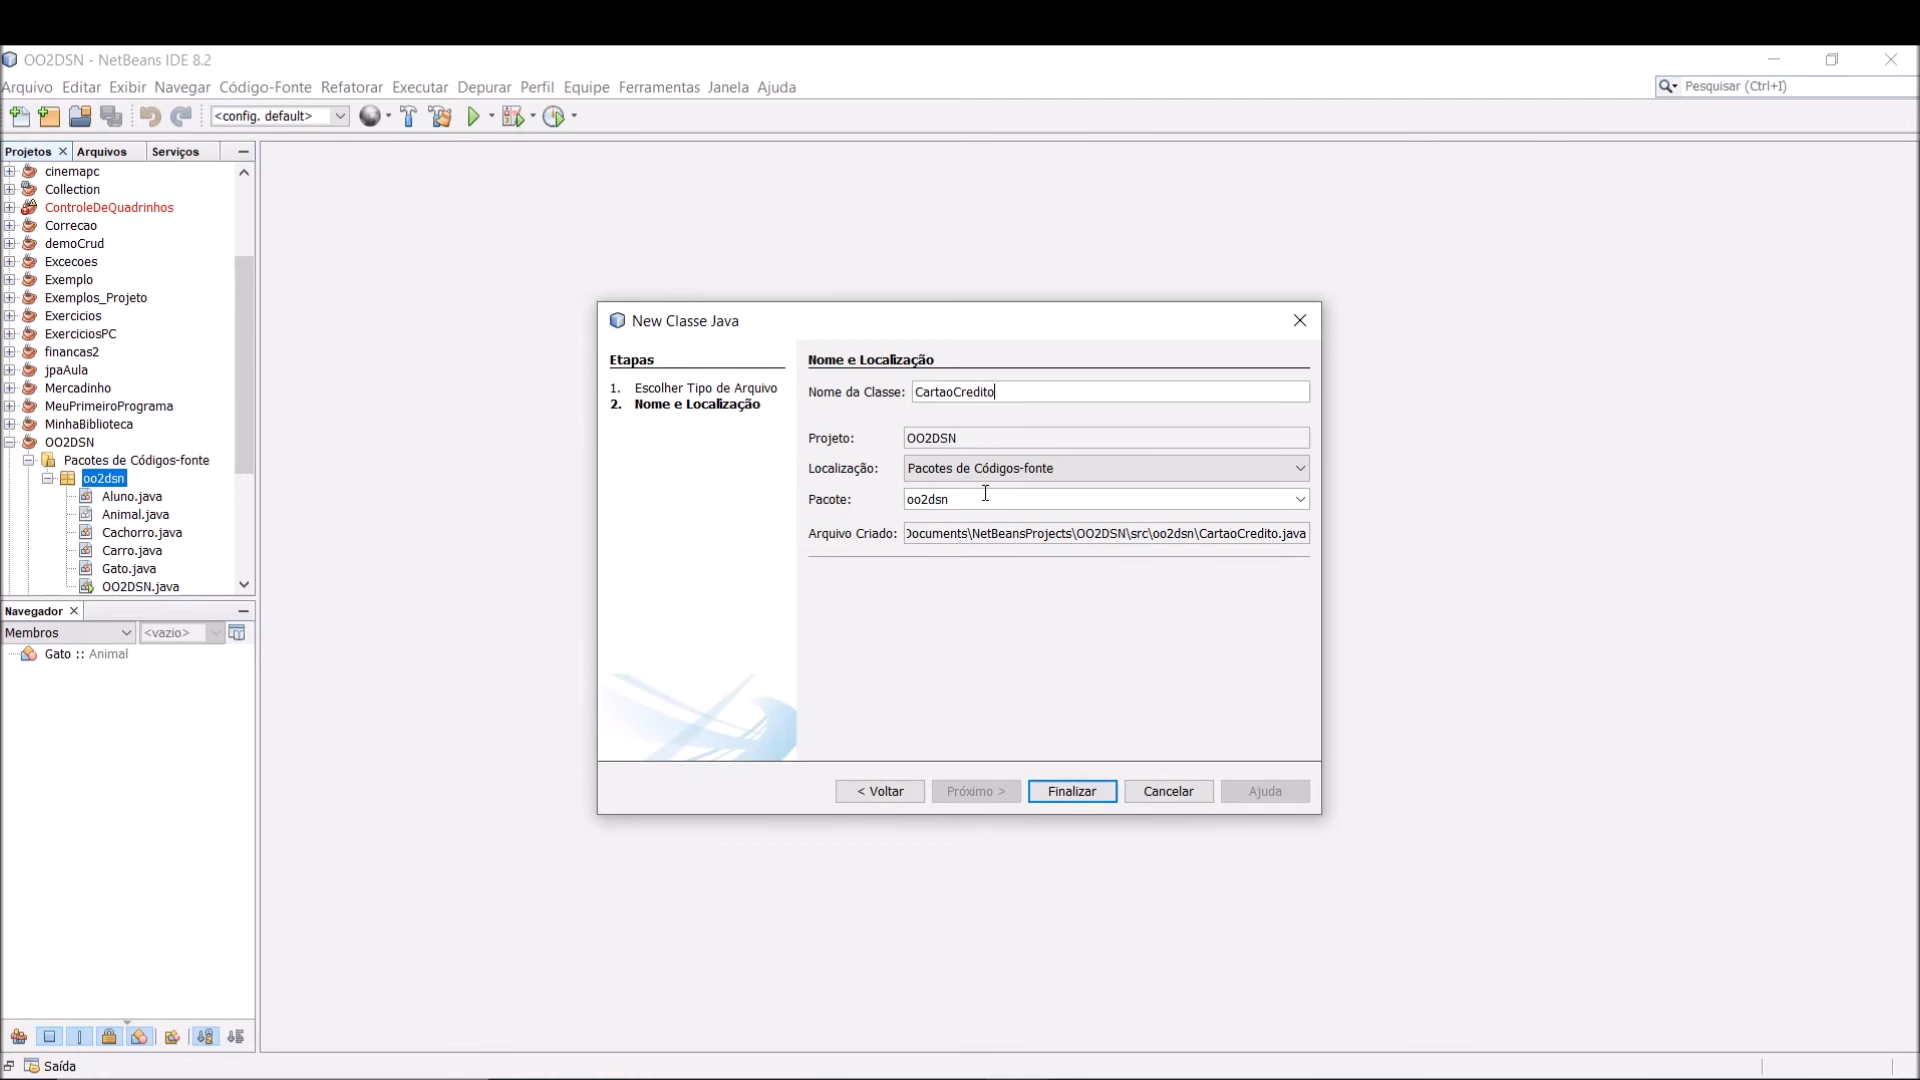 OO2DSN - NetBeans IDE 8.2
Arquivo Editar Exibir Navegar Código-Fonte Refatorar Executar Depurar Perfil Equipe Ferramentas Janela Ajuda
Pesquisar (Ctrl+I)
<config. default>
Projetos Arquivos Serviços
cinemapc
Collection
ControleDeQuadrinhos
Correcao
demoCrud
Excecoes
Exemplo
Exemplos_Projeto
Exercicios
ExerciciosPC
financas2
jpaAula
Mercadinho
MeuPrimeiroPrograma
MinhaBiblioteca
OO2DSN
Pacotes de Códigos-fonte
oo2dsn
Aluno.java
Animal.java
Cachorro.java
Carro.java
Gato.java
OO2DSN.java
Navegador
Membros <vazio>
Gato :: Animal
Saída
New Classe Java
Etapas
1. Escolher Tipo de Arquivo
2. Nome e Localização
Nome e Localização
Nome da Classe: CartaoCredito
Projeto: OO2DSN
Localização: Pacotes de Códigos-fonte
Pacote: oo2dsn
Arquivo Criado: Documents\NetBeansProjects\OO2DSN\src\oo2dsn\CartaoCredito.java
< Voltar Próximo > Finalizar Cancelar Ajuda